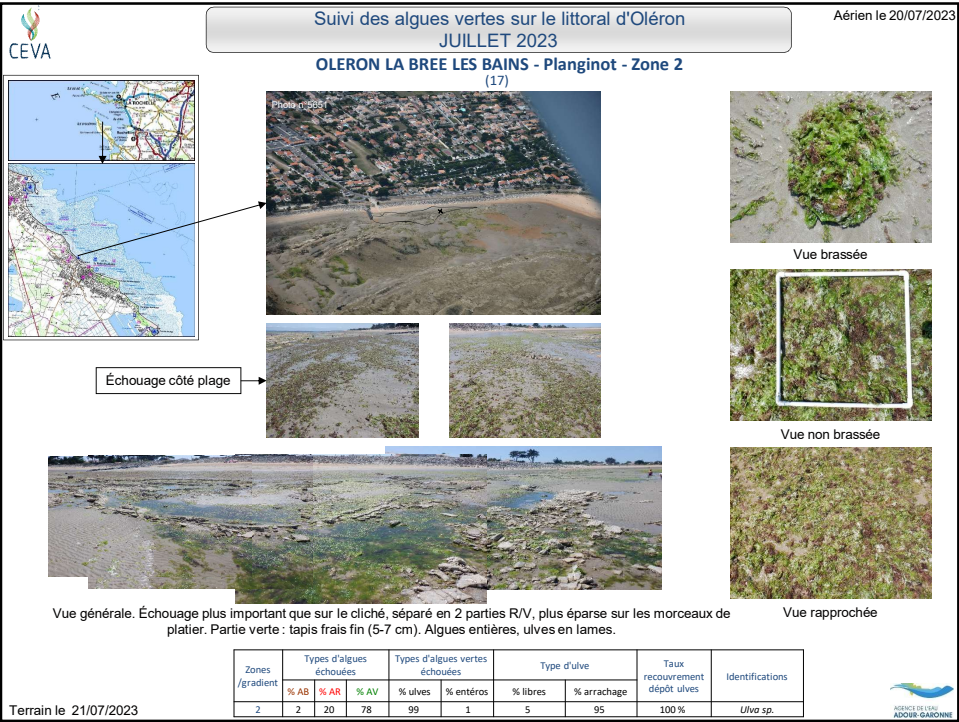 CEVA
Suivi des algues vertes sur le littoral d'Oléron
JUILLET 2023
Aérien le 20/07/2023
OLERON LA BREE LES BAINS - Planginot - Zone 2
(17)
LA ROCHELLE
Photo n°5651
Vue brassée
Échouage côté plage
Vue non brassée
Vue rapprochée
Vue générale. Échouage plus important que sur le cliché, séparé en 2 parties R/V, plus éparse sur les morceaux de
platier. Partie verte : tapis frais fin (5-7 cm). Algues entières, ulves en lames.
Zones /gradient Types d'algues échouées Types d'algues vertes échouées Type d'ulve Taux recouvrement dépôt ulves Identifications
% AB % AR % AV % ulves % entéros % libres % arrachage
2 2 20 78 99 1 5 95 100 % Ulva sp.
Terrain le 21/07/2023
AGENCE DE L'EAU
ADOUR-GARONNE